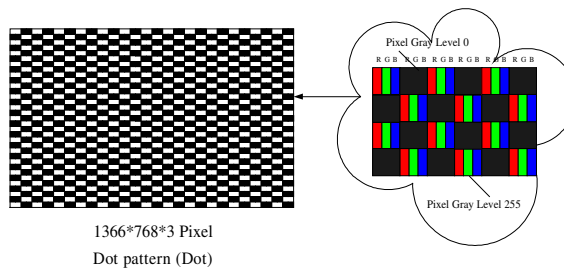 Pixel Gray Level 0
R G B R G B R G B R G B R G B R G B
Pixel Gray Level 255
1366*768*3 Pixel
Dot pattern (Dot)